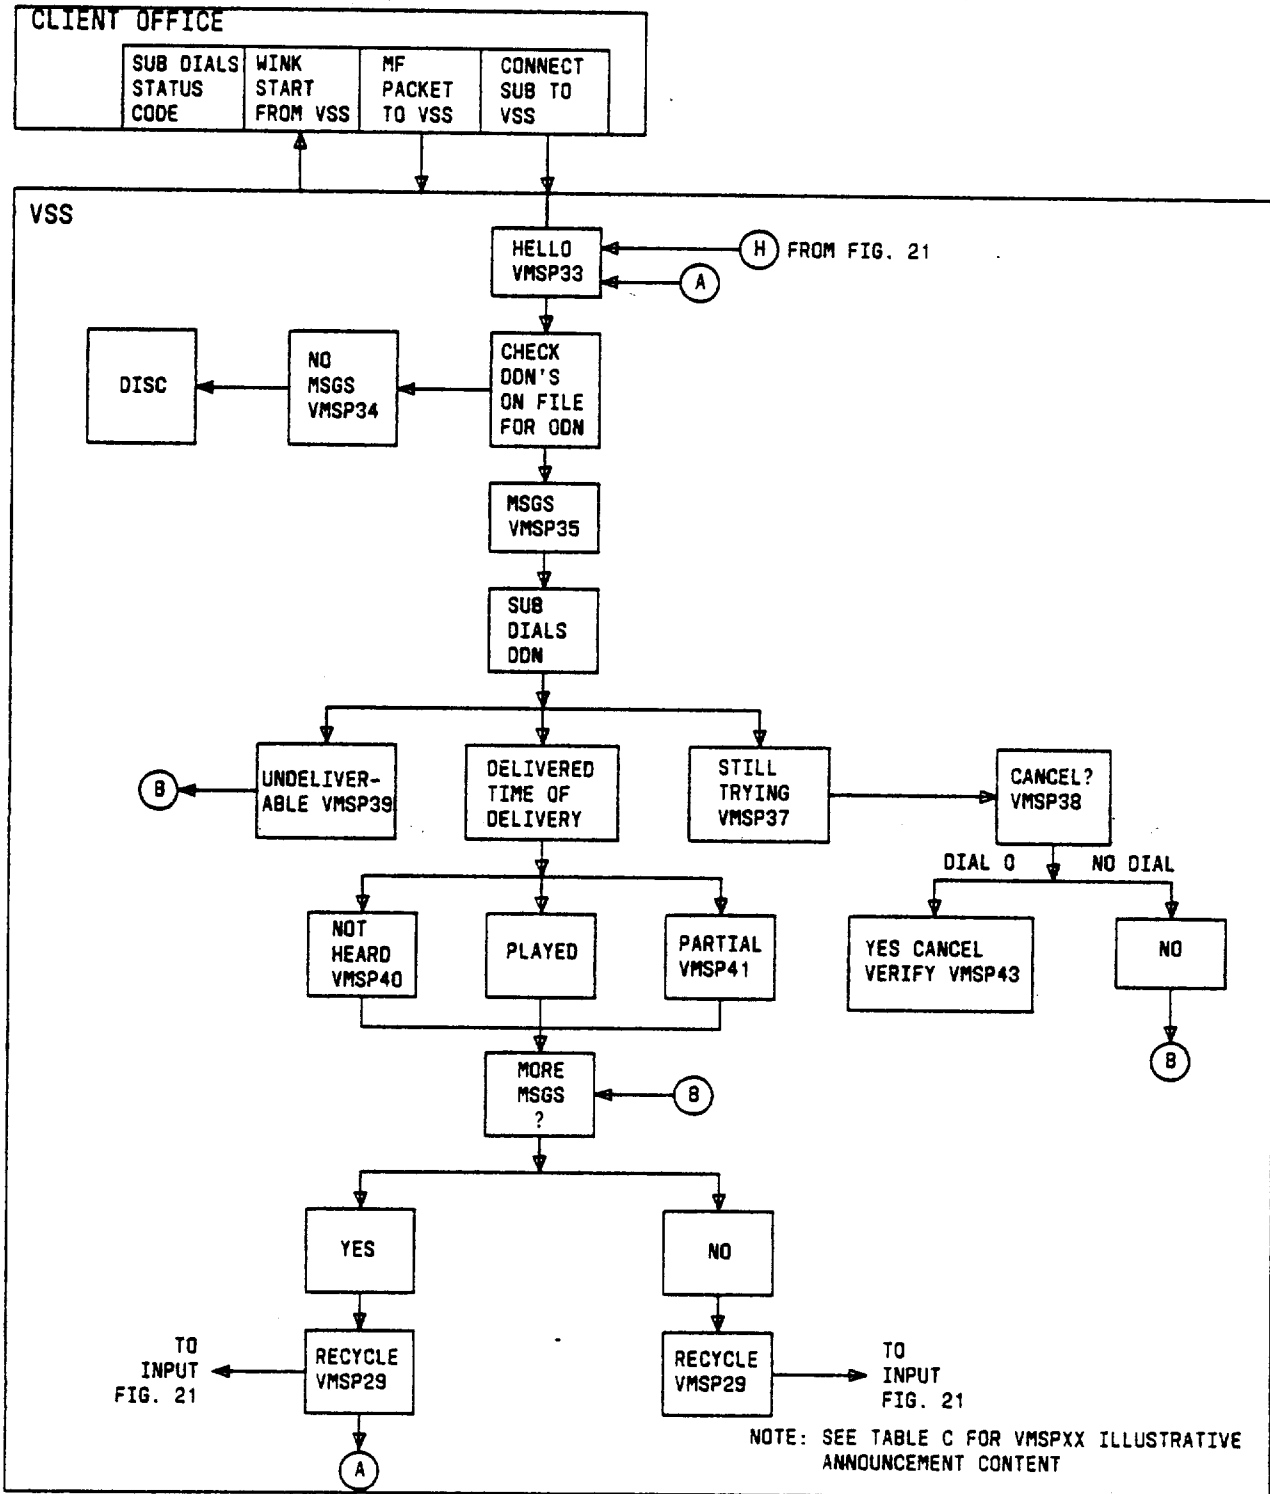 CLIENT OFFICE
SUB DIALS
STATUS
CODE
WINK
START
FROM VSS
MF
PACKET
TO VSS
CONNECT
SUB TO
VSS
VSS
HELLO
VMSP33
H
FROM FIG. 21
A
DISC
NO
MSGS
VMSP34
CHECK
DDN'S
ON FILE
FOR ODN
MSGS
VMSP35
SUB
DIALS
DDN
B
UNDELIVER-
ABLE VMSP39
DELIVERED
TIME OF
DELIVERY
STILL
TRYING
VMSP37
CANCEL?
VMSP38
DIAL 0
NO DIAL
NOT
HEARD
VMSP40
PLAYED
PARTIAL
VMSP41
YES CANCEL
VERIFY VMSP43
NO
B
MORE
MSGS
?
B
YES
NO
TO
INPUT
FIG. 21
RECYCLE
VMSP29
RECYCLE
VMSP29
TO
INPUT
FIG. 21
A
NOTE: SEE TABLE C FOR VMSPXX ILLUSTRATIVE
ANNOUNCEMENT CONTENT